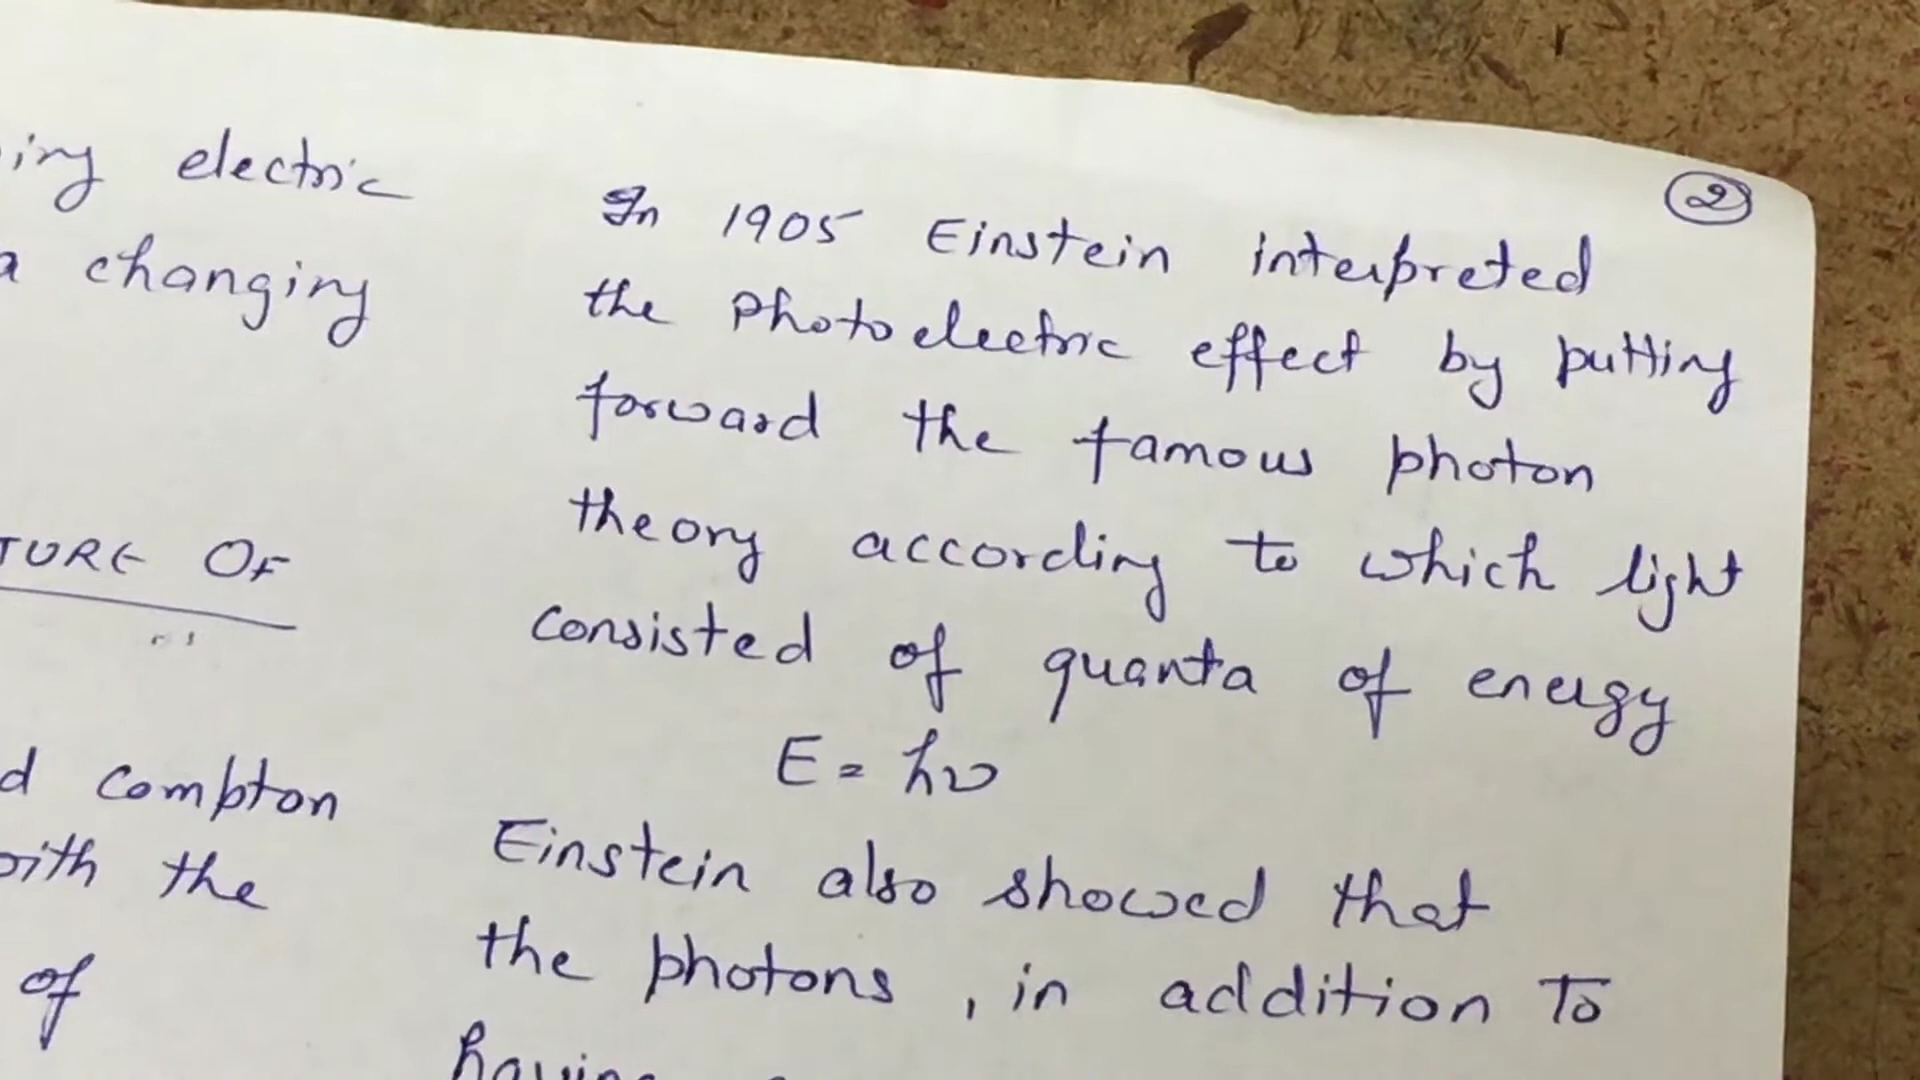 electric
a changing
TURE OF
d compton
with the
of
2
In 1905 Einstein interpreted
the Photoelectric effect by putting
forward the famous photon
theory according to which light
consisted of quanta of energy
E = hν
Einstein also showed that
the photons, in addition to